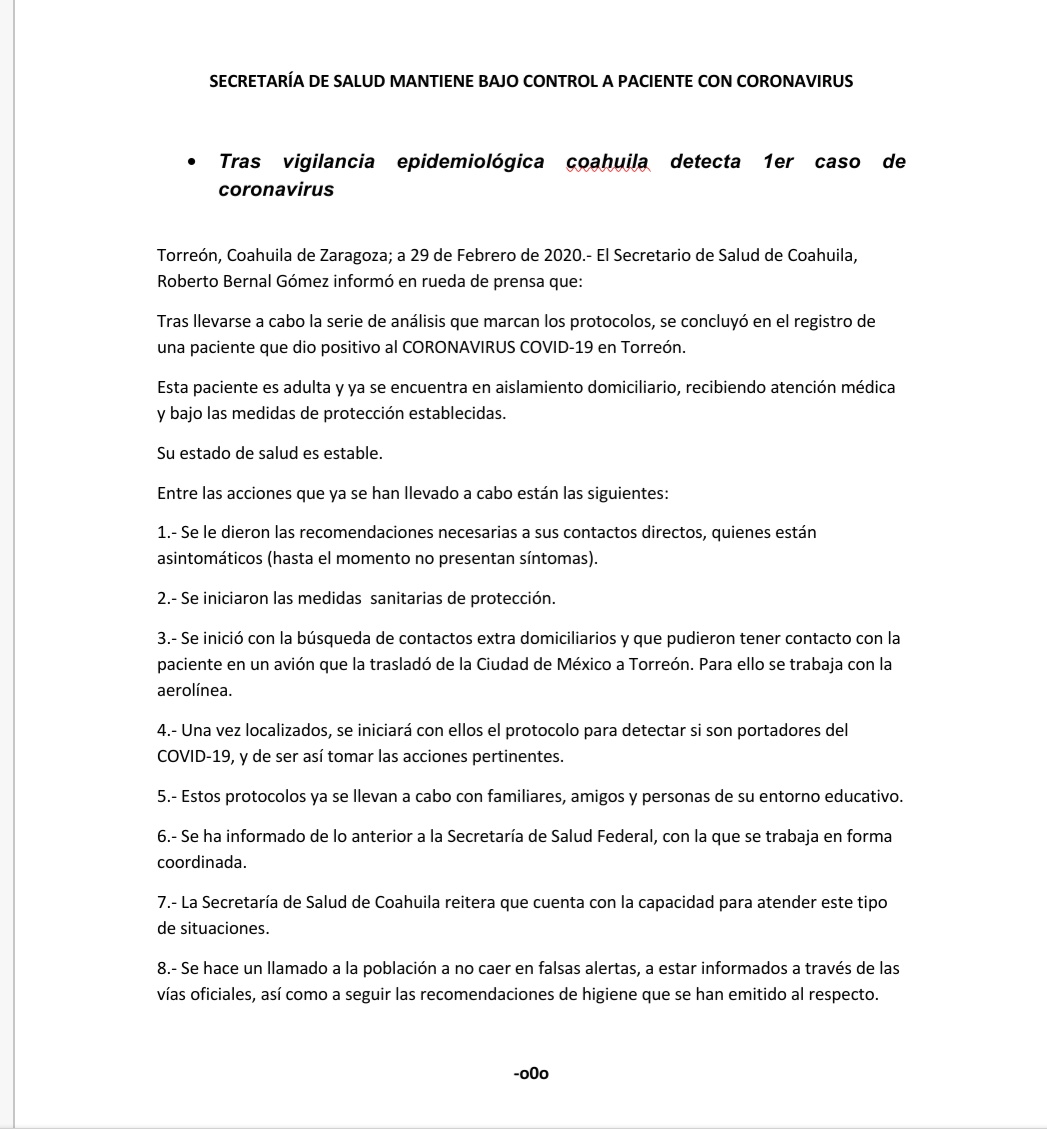 SECRETARÍA DE SALUD MANTIENE BAJO CONTROL A PACIENTE CON CORONAVIRUS
• Tras vigilancia epidemiológica coahuila detecta 1er caso de
coronavirus
Torreón, Coahuila de Zaragoza; a 29 de Febrero de 2020.- El Secretario de Salud de Coahuila,
Roberto Bernal Gómez informó en rueda de prensa que:
Tras llevarse a cabo la serie de análisis que marcan los protocolos, se concluyó en el registro de
una paciente que dio positivo al CORONAVIRUS COVID-19 en Torreón.
Esta paciente es adulta y ya se encuentra en aislamiento domiciliario, recibiendo atención médica
y bajo las medidas de protección establecidas.
Su estado de salud es estable.
Entre las acciones que ya se han llevado a cabo están las siguientes:
1.- Se le dieron las recomendaciones necesarias a sus contactos directos, quienes están
asintomáticos (hasta el momento no presentan síntomas).
2.- Se iniciaron las medidas  sanitarias de protección.
3.- Se inició con la búsqueda de contactos extra domiciliarios y que pudieron tener contacto con la
paciente en un avión que la trasladó de la Ciudad de México a Torreón. Para ello se trabaja con la
aerolínea.
4.- Una vez localizados, se iniciará con ellos el protocolo para detectar si son portadores del
COVID-19, y de ser así tomar las acciones pertinentes.
5.- Estos protocolos ya se llevan a cabo con familiares, amigos y personas de su entorno educativo.
6.- Se ha informado de lo anterior a la Secretaría de Salud Federal, con la que se trabaja en forma
coordinada.
7.- La Secretaría de Salud de Coahuila reitera que cuenta con la capacidad para atender este tipo
de situaciones.
8.- Se hace un llamado a la población a no caer en falsas alertas, a estar informados a través de las
vías oficiales, así como a seguir las recomendaciones de higiene que se han emitido al respecto.
-o0o